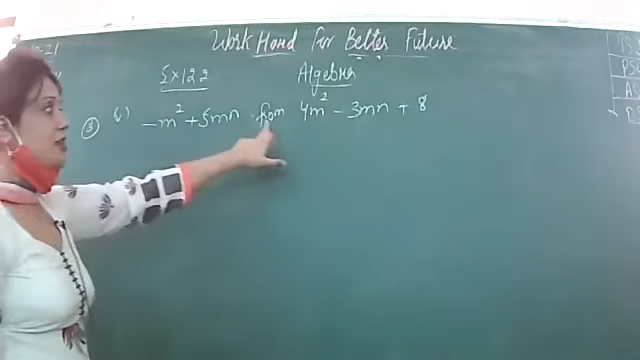 Work Hard For Better Future
Ex 12.2 Algebra
③ (v) -m² + 5mn from 4m² - 3mn + 8